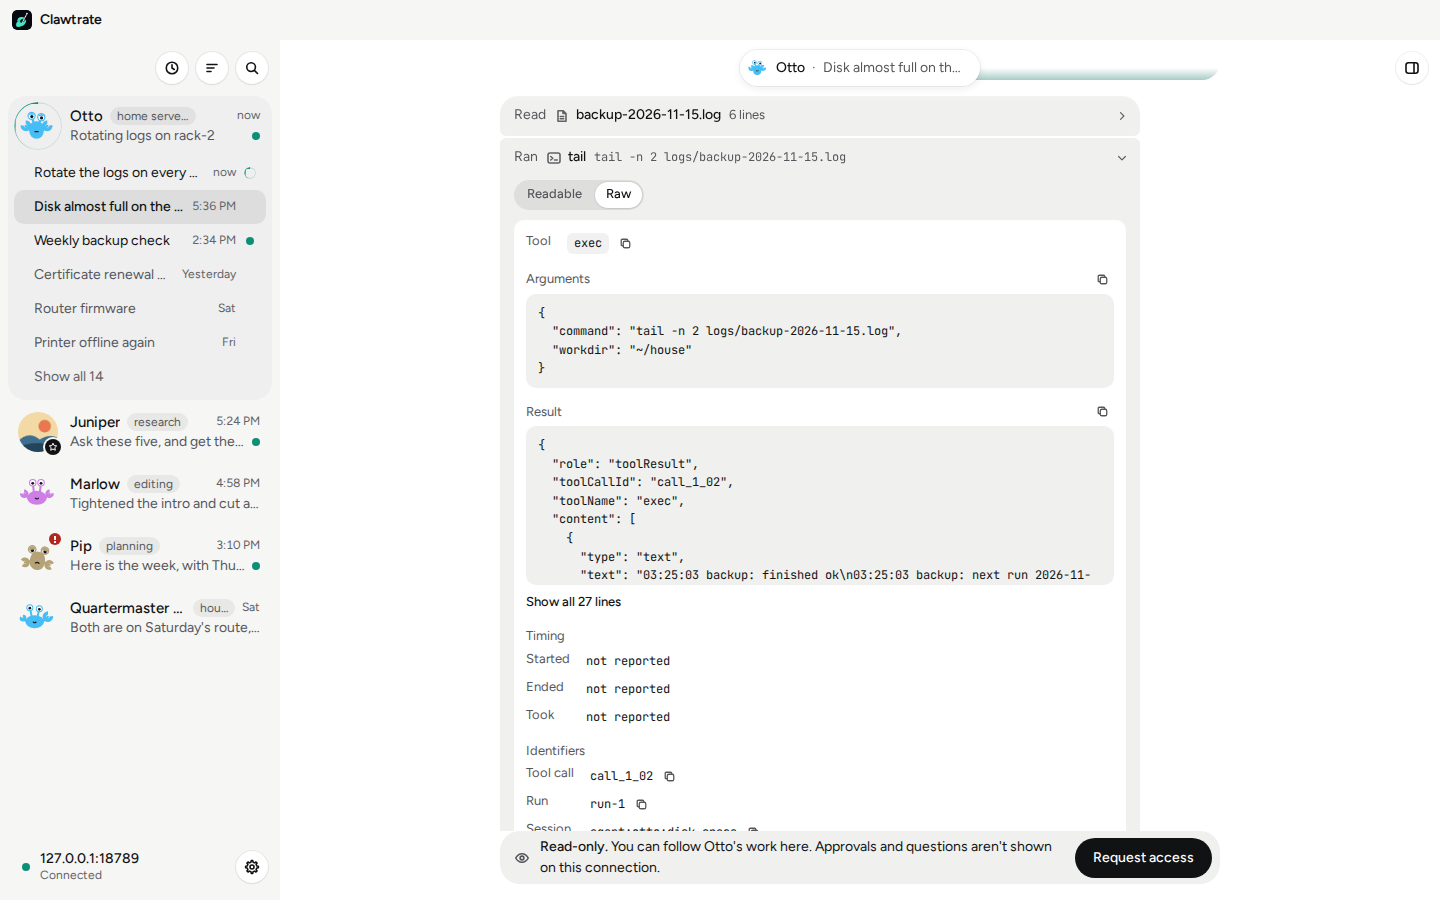 Clawtrate
Otto home serve... now
Rotating logs on rack-2
Rotate the logs on every ... now
Disk almost full on the ... 5:36 PM
Weekly backup check 2:34 PM
Certificate renewal ... Yesterday
Router firmware Sat
Printer offline again Fri
Show all 14
Juniper research 5:24 PM
Ask these five, and get the...
Marlow editing 4:58 PM
Tightened the intro and cut a...
Pip planning 3:10 PM
Here is the week, with Thu...
Quartermaster ... hou... Sat
Both are on Saturday's route,...
127.0.0.1:18789
Connected
Otto · Disk almost full on th...
Read backup-2026-11-15.log 6 lines
Ran tail tail -n 2 logs/backup-2026-11-15.log
Readable Raw
Tool exec
Arguments
{
"command": "tail -n 2 logs/backup-2026-11-15.log",
"workdir": "~/house"
}
Result
{
"role": "toolResult",
"toolCallId": "call_1_02",
"toolName": "exec",
"content": [
{
"type": "text",
"text": "03:25:03 backup: finished ok\n03:25:03 backup: next run 2026-11-
Show all 27 lines
Timing
Started not reported
Ended not reported
Took not reported
Identifiers
Tool call call_1_02
Run run-1
Session agent:otto:disk-space
Read-only. You can follow Otto's work here. Approvals and questions aren't shown
on this connection.
Request access